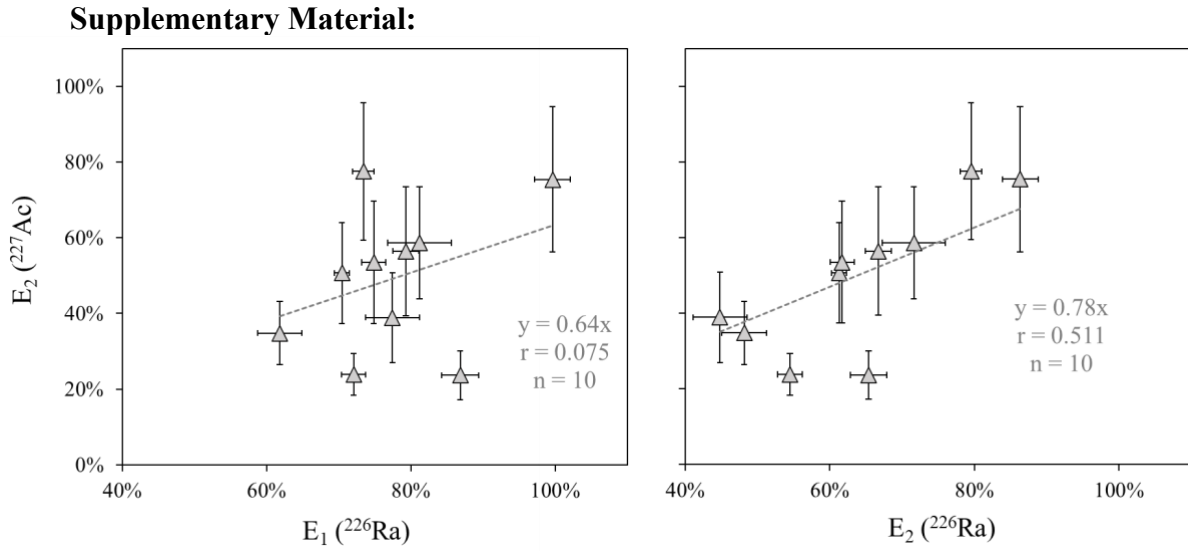 Supplementary Material:
E₂ (²²⁷Ac)
100%
80%
60%
40%
20%
0%
y = 0.64x
r = 0.075
n = 10
40%
60%
80%
100%
E₁ (²²⁶Ra)
y = 0.78x
r = 0.511
n = 10
40%
60%
80%
100%
E₂ (²²⁶Ra)